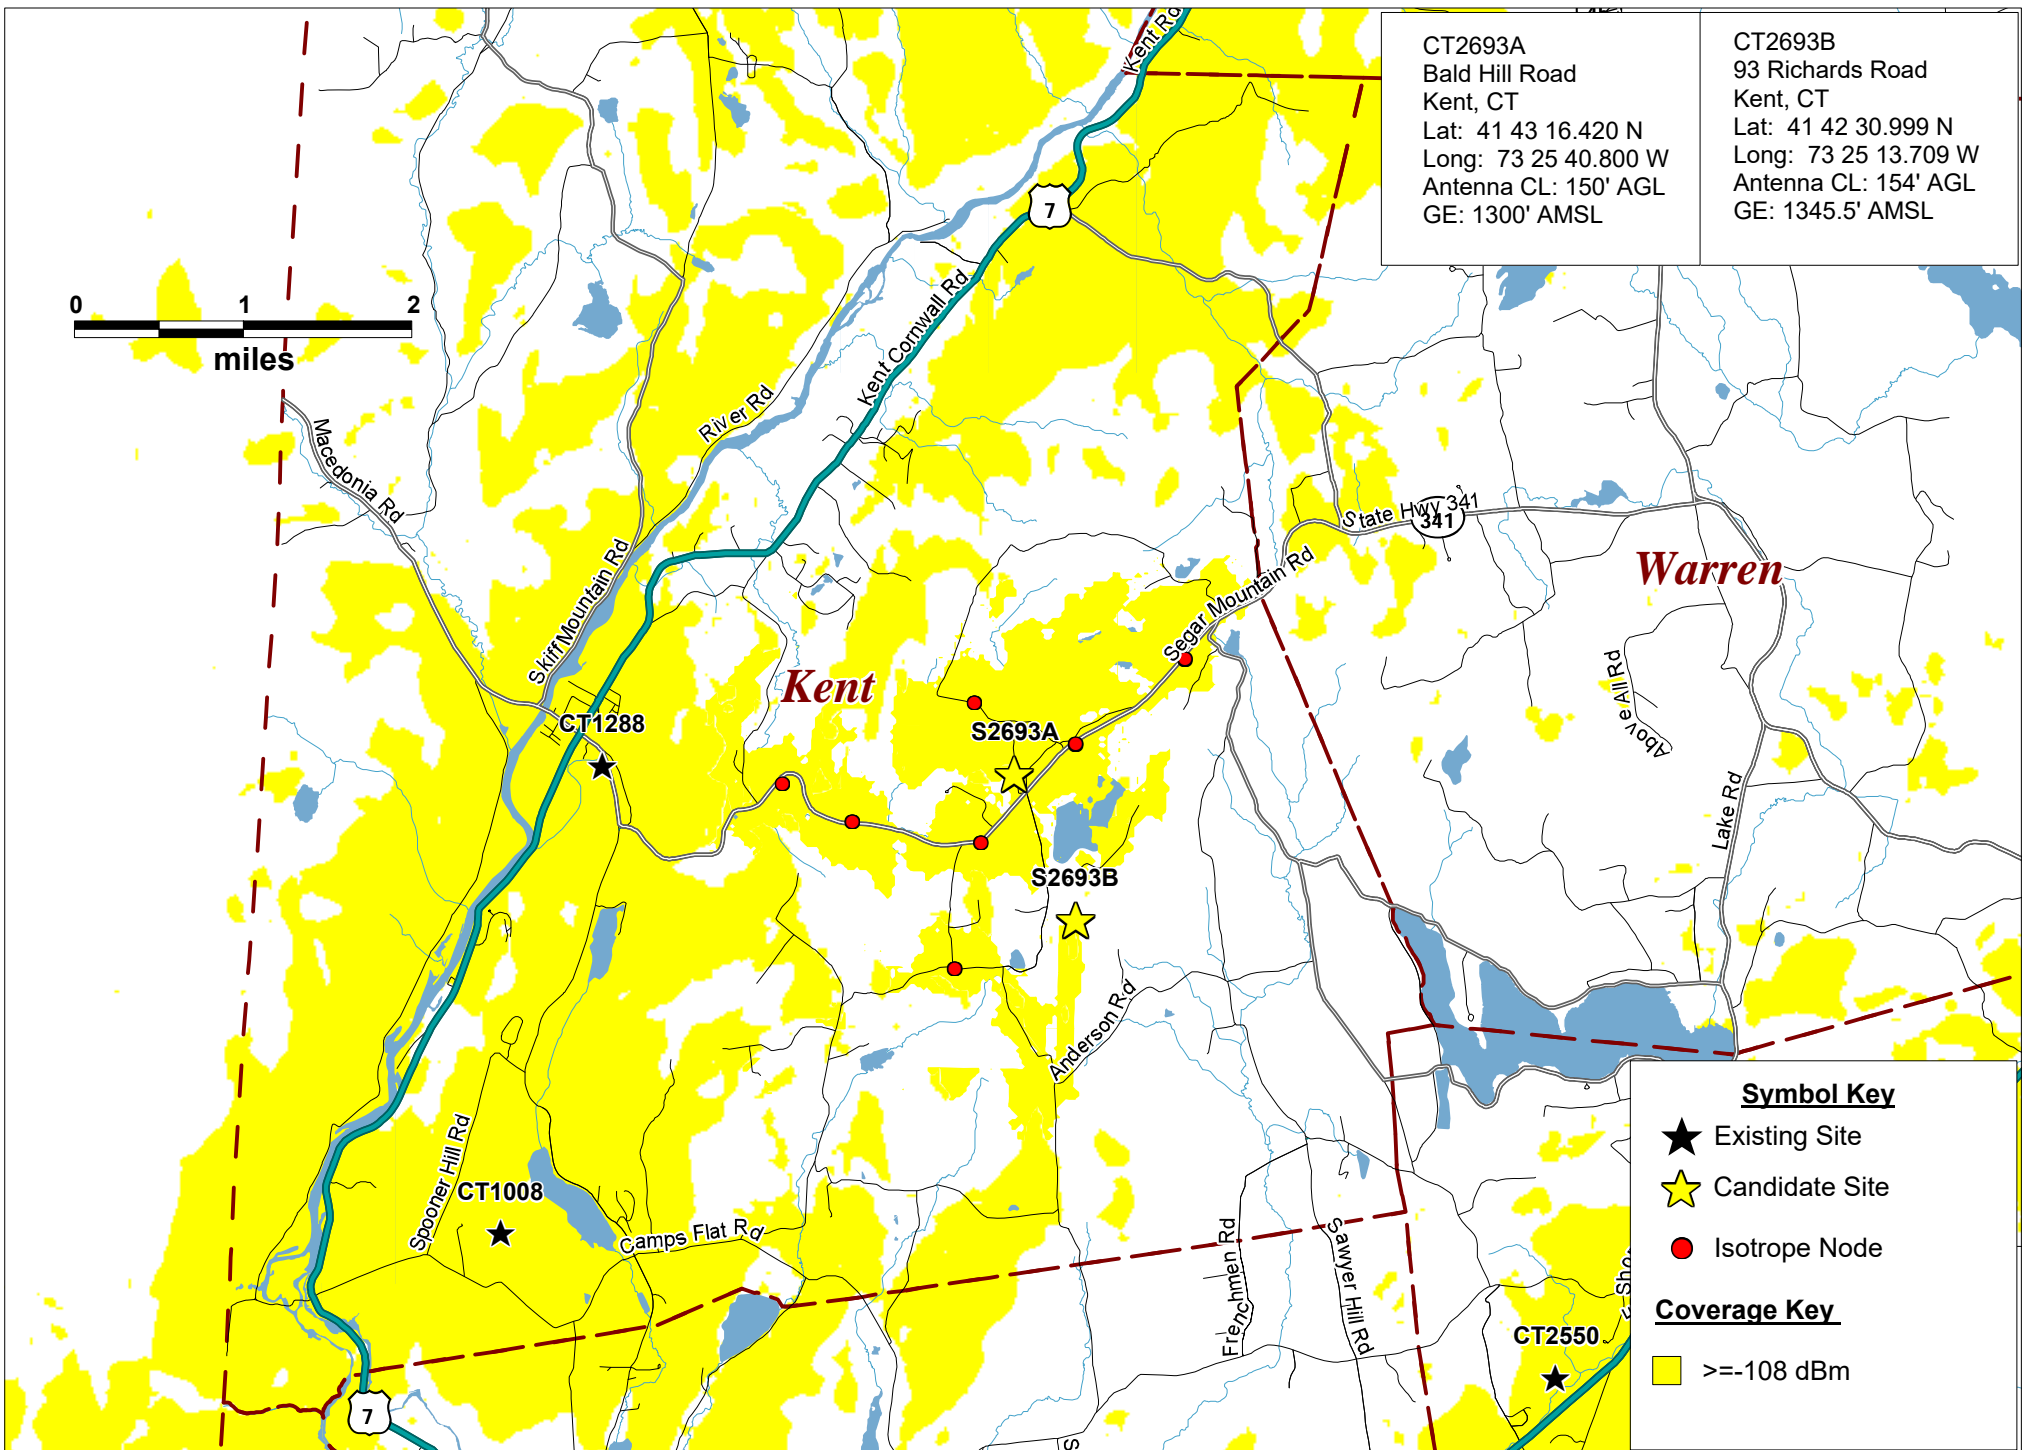 CT2693A
Bald Hill Road
Kent, CT
Lat: 41 43 16.420 N
Long: 73 25 40.800 W
Antenna CL: 150' AGL
GE: 1300' AMSL
CT2693B
93 Richards Road
Kent, CT
Lat: 41 42 30.999 N
Long: 73 25 13.709 W
Antenna CL: 154' AGL
GE: 1345.5' AMSL
Kent Rd
7
0 1 2
miles
Kent Cornwall Rd
River Rd
Macedonia Rd
State Hwy 341
341
Warren
Skiff Mountain Rd
Segar Mountain Rd
Kent
Above All Rd
CT1288
S2693A
Lake Rd
S2693B
Anderson Rd
Spooner Hill Rd
CT1008
Camps Flat Rd
Frenchmen Rd
Sawyer Hill Rd
CT2550
7
S
Symbol Key
Existing Site
Candidate Site
Isotrope Node
Coverage Key
>=-108 dBm